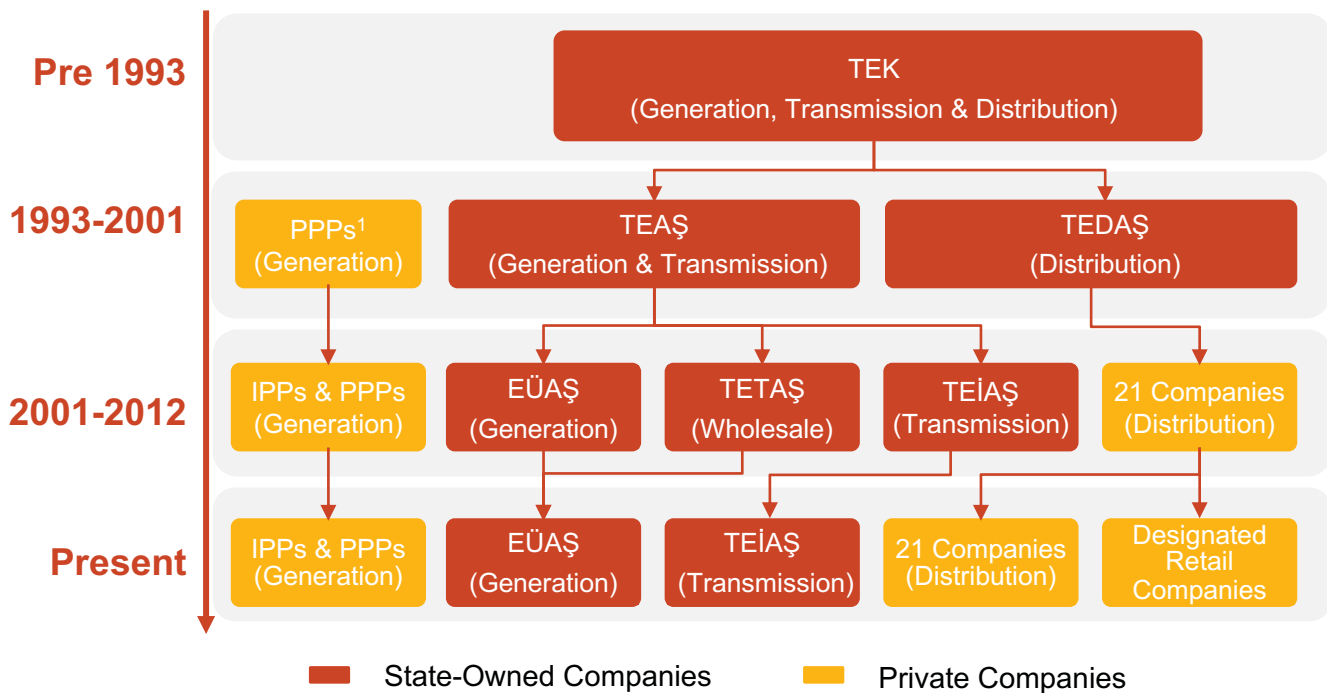 Pre 1993
TEK
(Generation, Transmission & Distribution)
1993-2001
PPPs¹
(Generation)
TEAŞ
(Generation & Transmission)
TEDAŞ
(Distribution)
2001-2012
IPPs & PPPs
(Generation)
EÜAŞ
(Generation)
TETAŞ
(Wholesale)
TEİAŞ
(Transmission)
21 Companies
(Distribution)
Present
IPPs & PPPs
(Generation)
EÜAŞ
(Generation)
TEİAŞ
(Transmission)
21 Companies
(Distribution)
Designated
Retail
Companies
State-Owned Companies
Private Companies